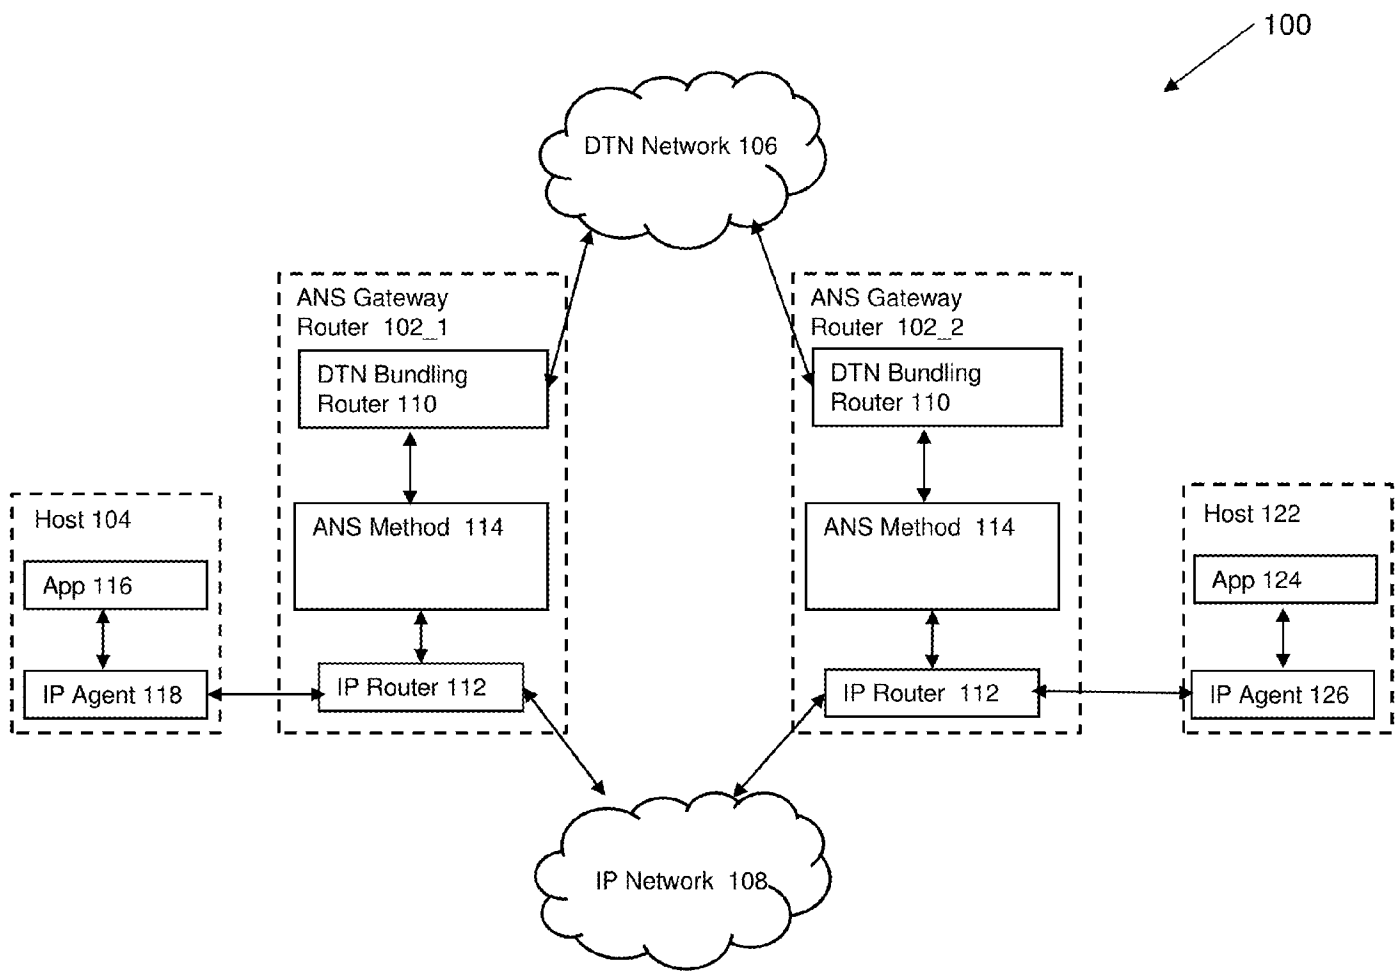 100
DTN Network 106
ANS Gateway
Router 102_1
DTN Bundling
Router 110
ANS Method 114
IP Router 112
ANS Gateway
Router 102_2
DTN Bundling
Router 110
ANS Method 114
IP Router 112
Host 104
App 116
IP Agent 118
Host 122
App 124
IP Agent 126
IP Network 108